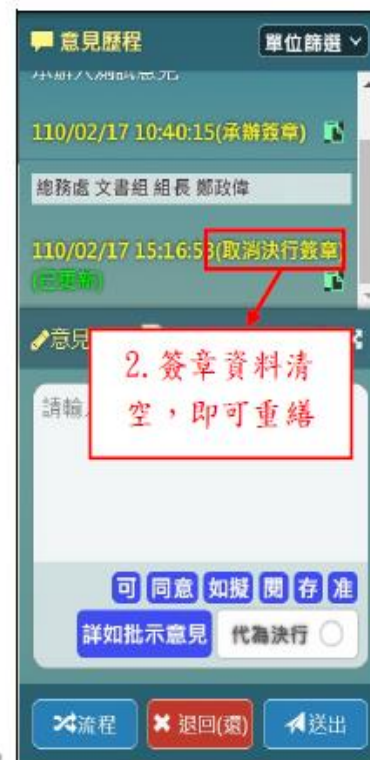 意見歷程
單位篩選
110/02/17 10:40:15(承辦簽章)
總務處 文書組 組長 鄭政偉
110/02/17 15:16:53(取消決行簽章)
(已更新)
意見
2. 簽章資料清
空，即可重繕
請輸
可 同意 如擬 閱 存 准
詳如批示意見 代為決行
流程 退回(還) 送出